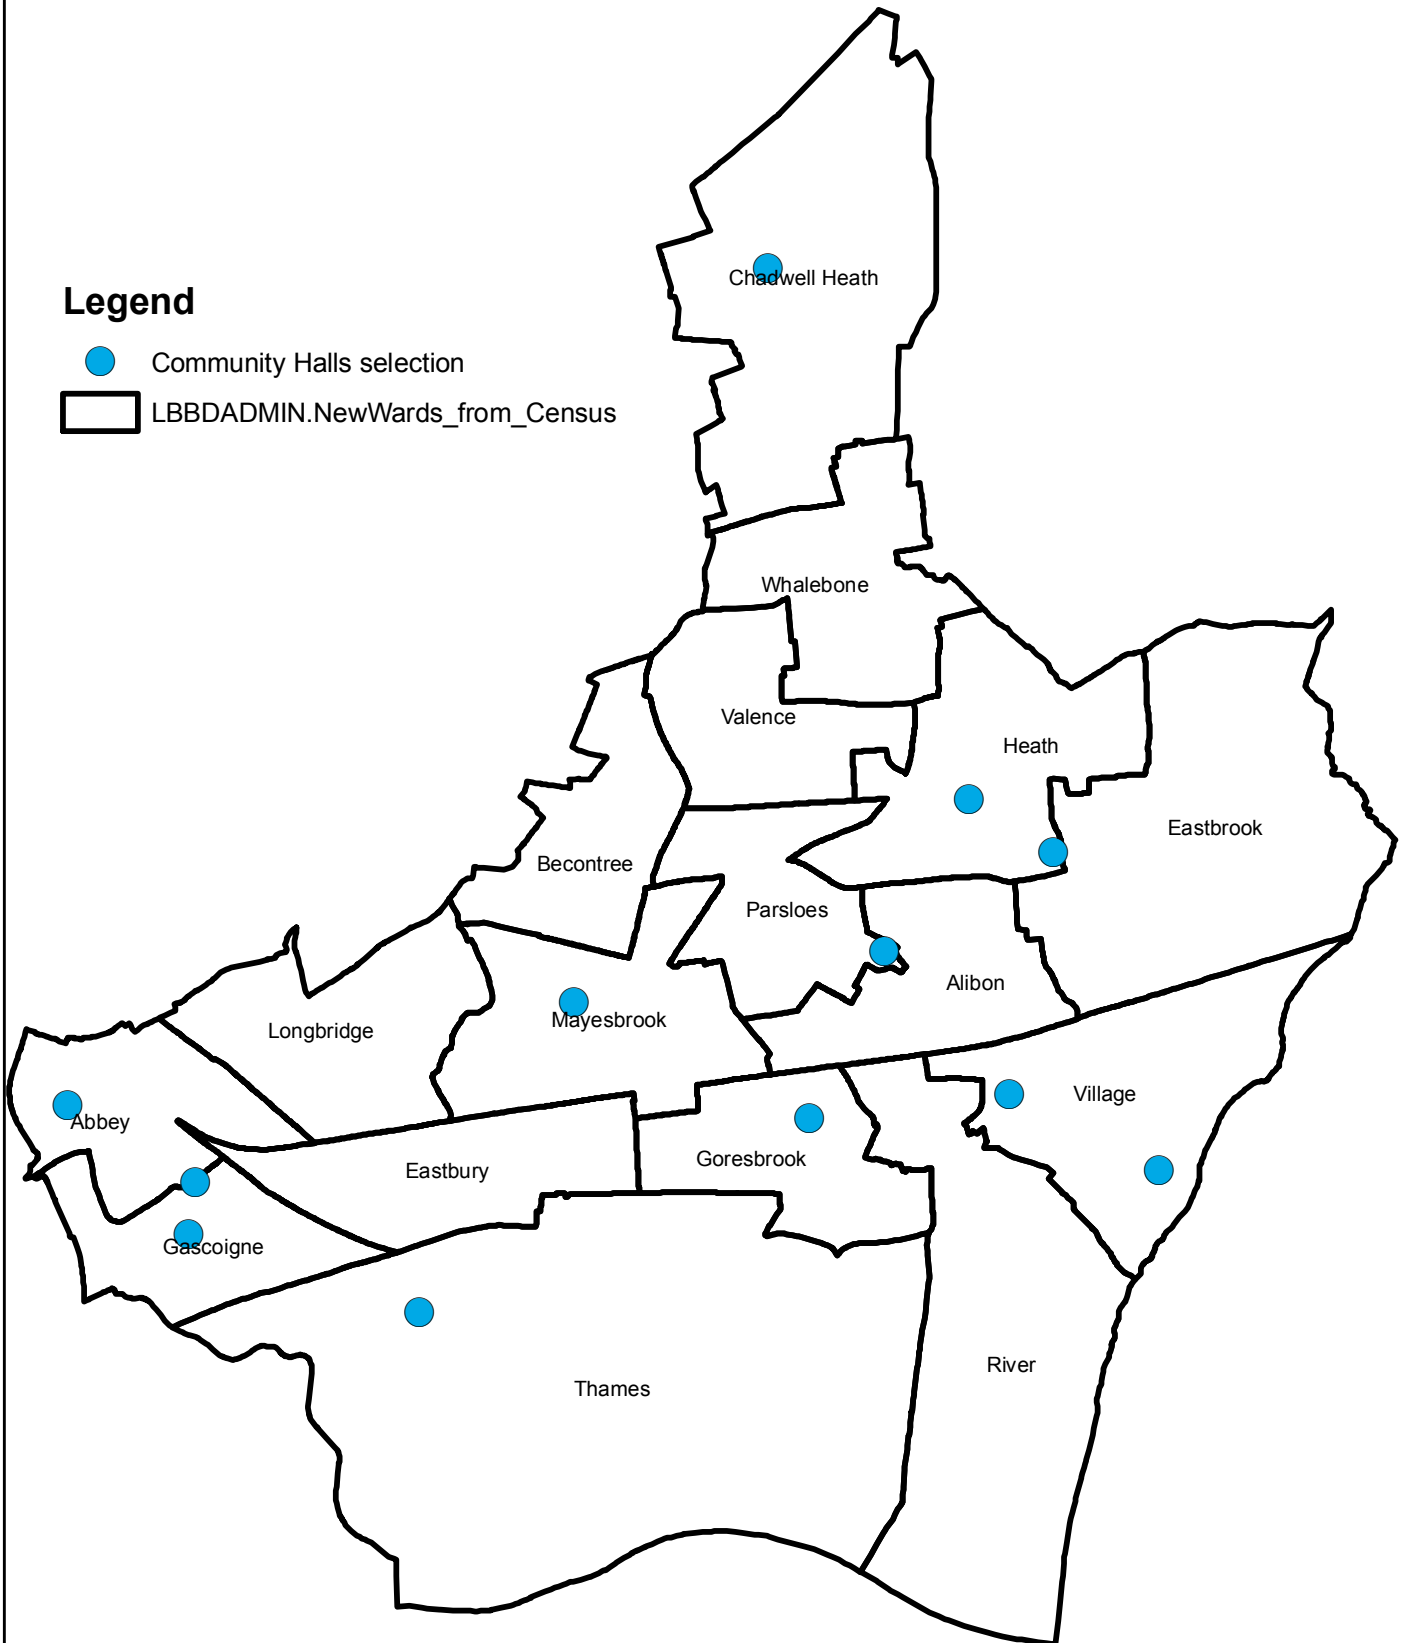 Chadwell Heath
Legend
Community Halls selection
LBBDADMIN.NewWards_from_Census
Whalebone
Valence
Heath
Eastbrook
Becontree
Parsloes
Alibon
Mayesbrook
Longbridge
Village
Abbey
Goresbrook
Eastbury
Gascoigne
River
Thames